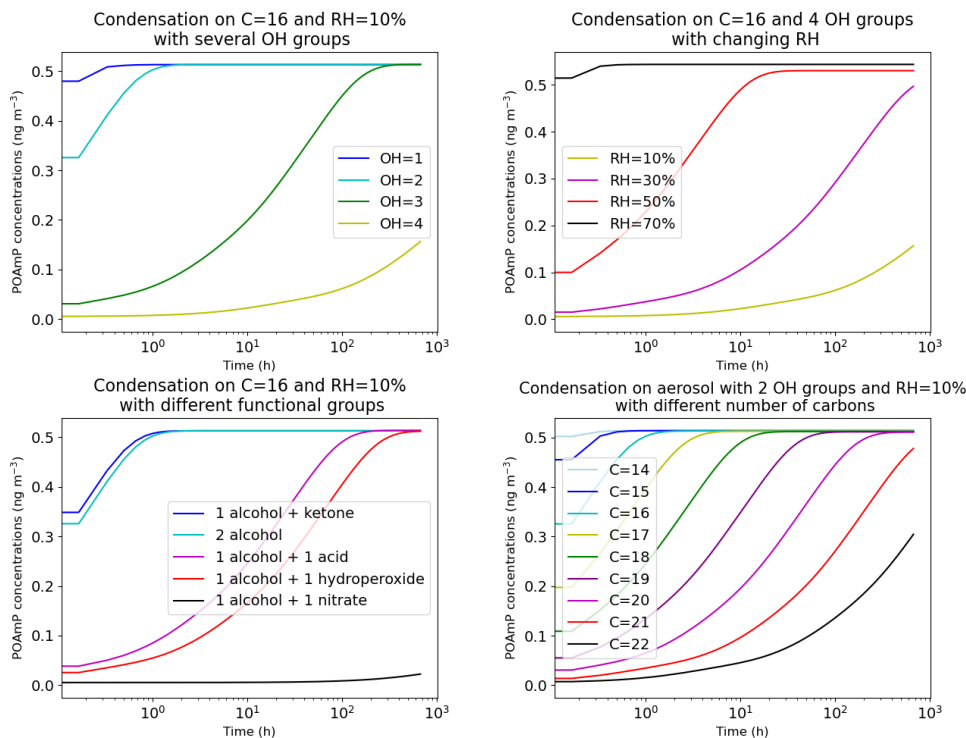 Condensation on C=16 and RH=10%
with several OH groups
POAmP concentrations (ng m⁻³)
0.5
0.4
0.3
0.2
0.1
0.0
OH=1
OH=2
OH=3
OH=4
10⁰
10¹
10²
10³
Time (h)
Condensation on C=16 and 4 OH groups
with changing RH
POAmP concentrations (ng m⁻³)
0.5
0.4
0.3
0.2
0.1
0.0
RH=10%
RH=30%
RH=50%
RH=70%
10⁰
10¹
10²
10³
Time (h)
Condensation on C=16 and RH=10%
with different functional groups
POAmP concentrations (ng m⁻³)
0.5
0.4
0.3
0.2
0.1
0.0
1 alcohol + ketone
2 alcohol
1 alcohol + 1 acid
1 alcohol + 1 hydroperoxide
1 alcohol + 1 nitrate
10⁰
10¹
10²
10³
Time (h)
Condensation on aerosol with 2 OH groups and RH=10%
with different number of carbons
POAmP concentrations (ng m⁻³)
0.5
0.4
0.3
0.2
0.1
0.0
C=14
C=15
C=16
C=17
C=18
C=19
C=20
C=21
C=22
10⁰
10¹
10²
10³
Time (h)